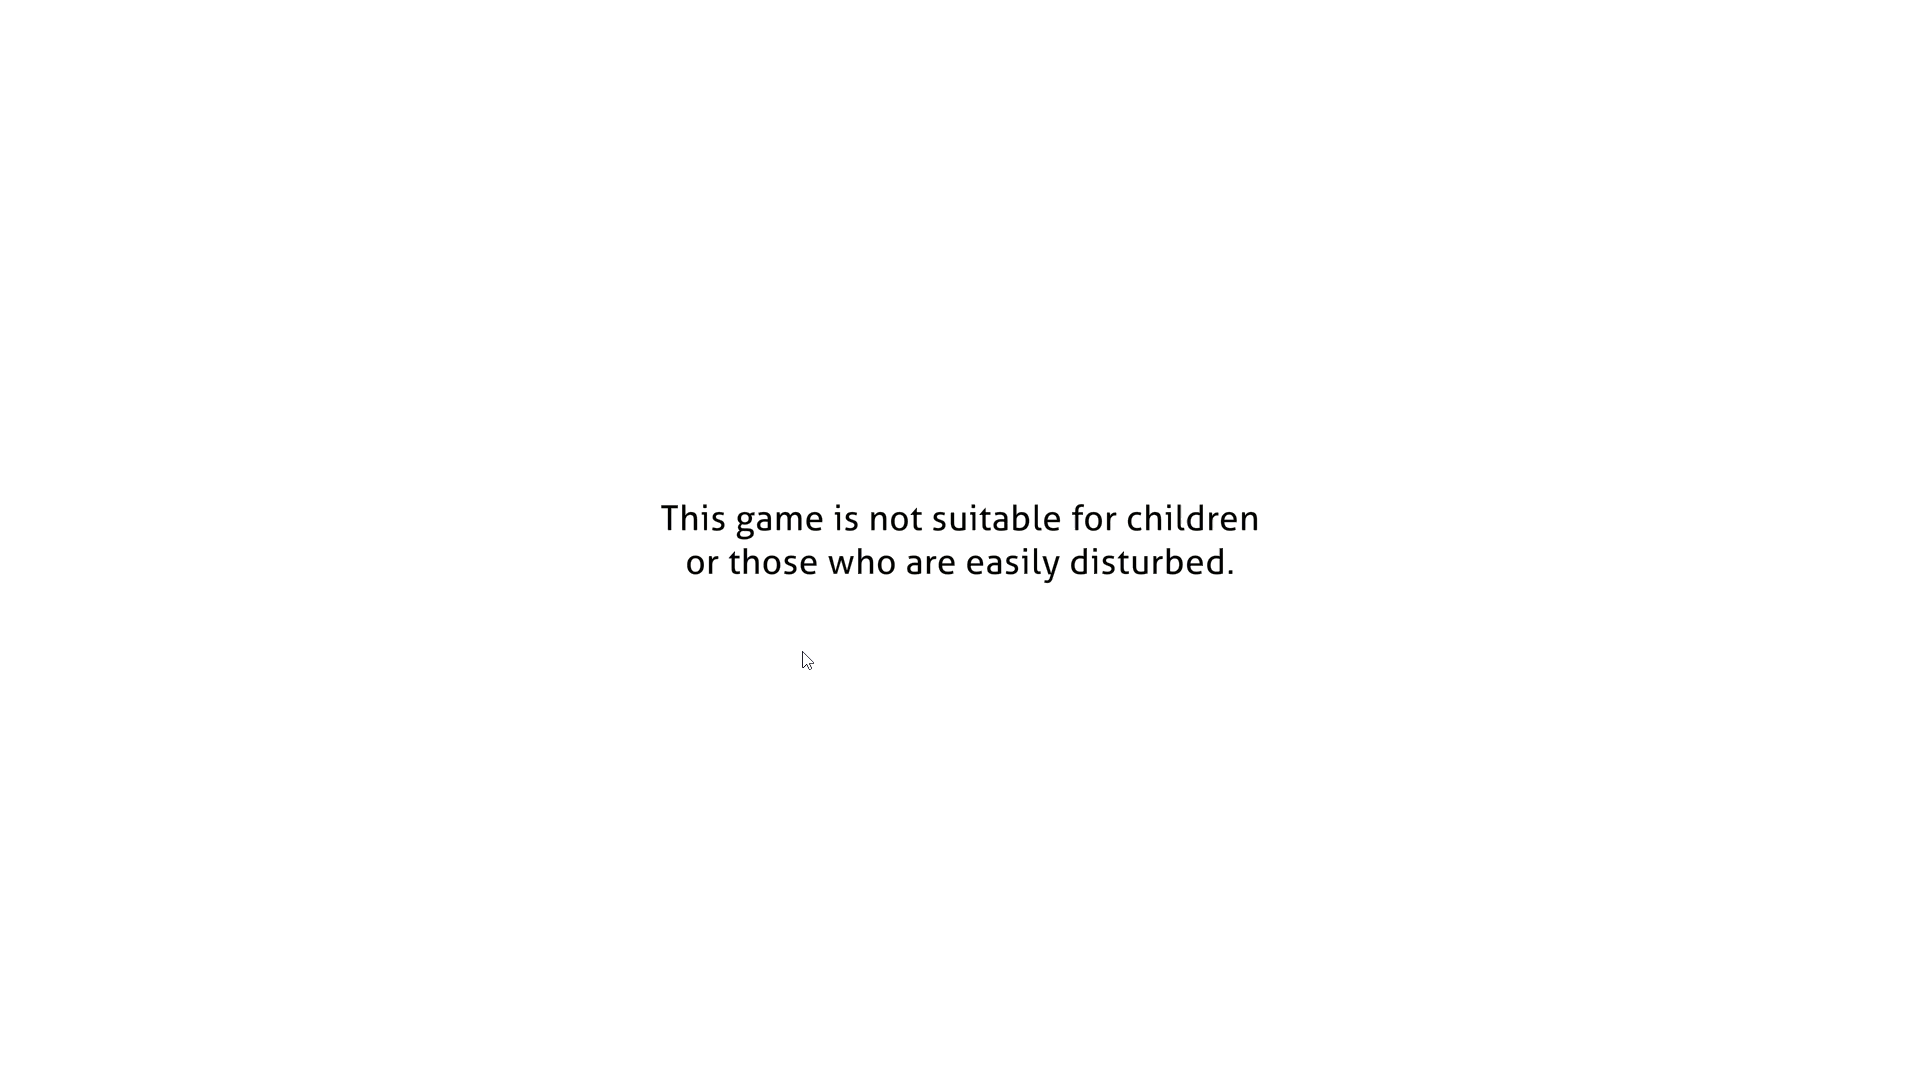 This game is not suitable for children
or those who are easily disturbed.